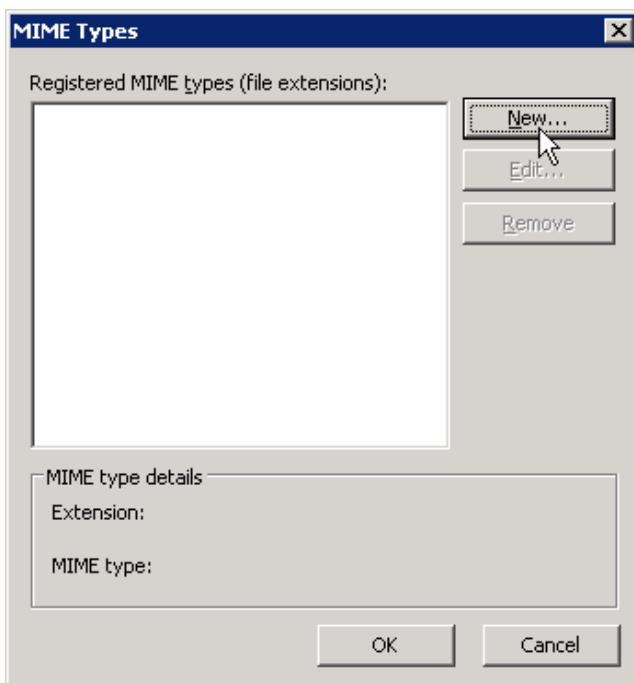 MIME Types
Registered MIME types (file extensions):
New...
Edit...
Remove
MIME type details
Extension:
MIME type:
OK
Cancel